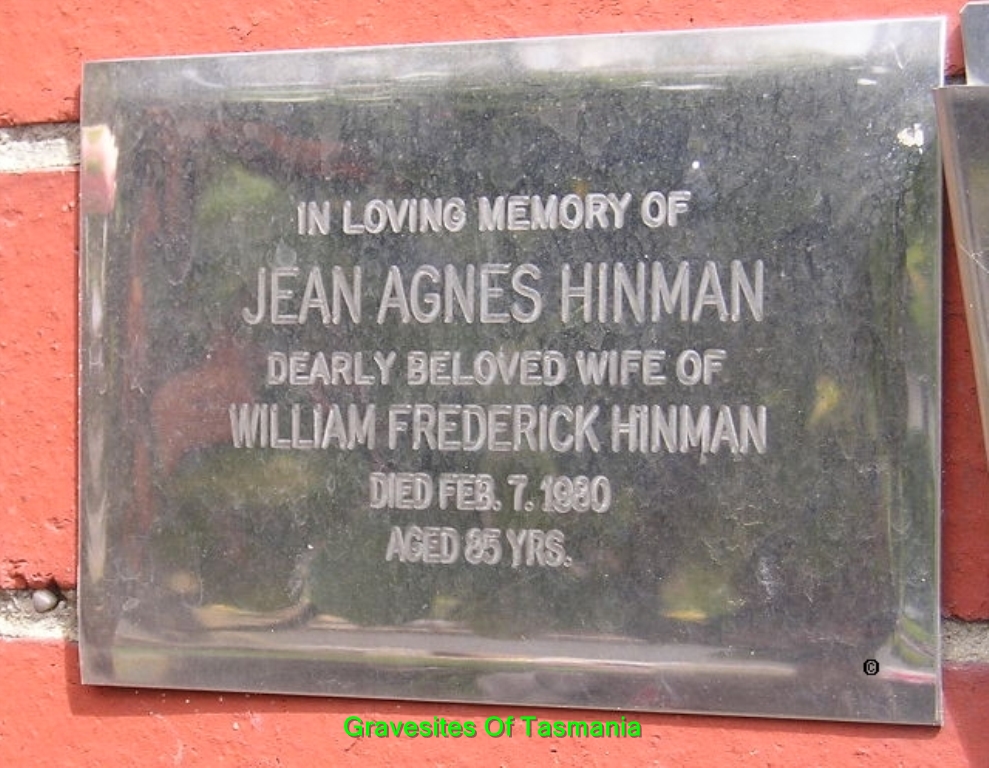 IN LOVING MEMORY OF
JEAN AGNES HINMAN
DEARLY BELOVED WIFE OF
WILLIAM FREDERICK HINMAN
DIED FEB. 7. 1980
AGED 85 YRS.
©
Gravesites Of Tasmania